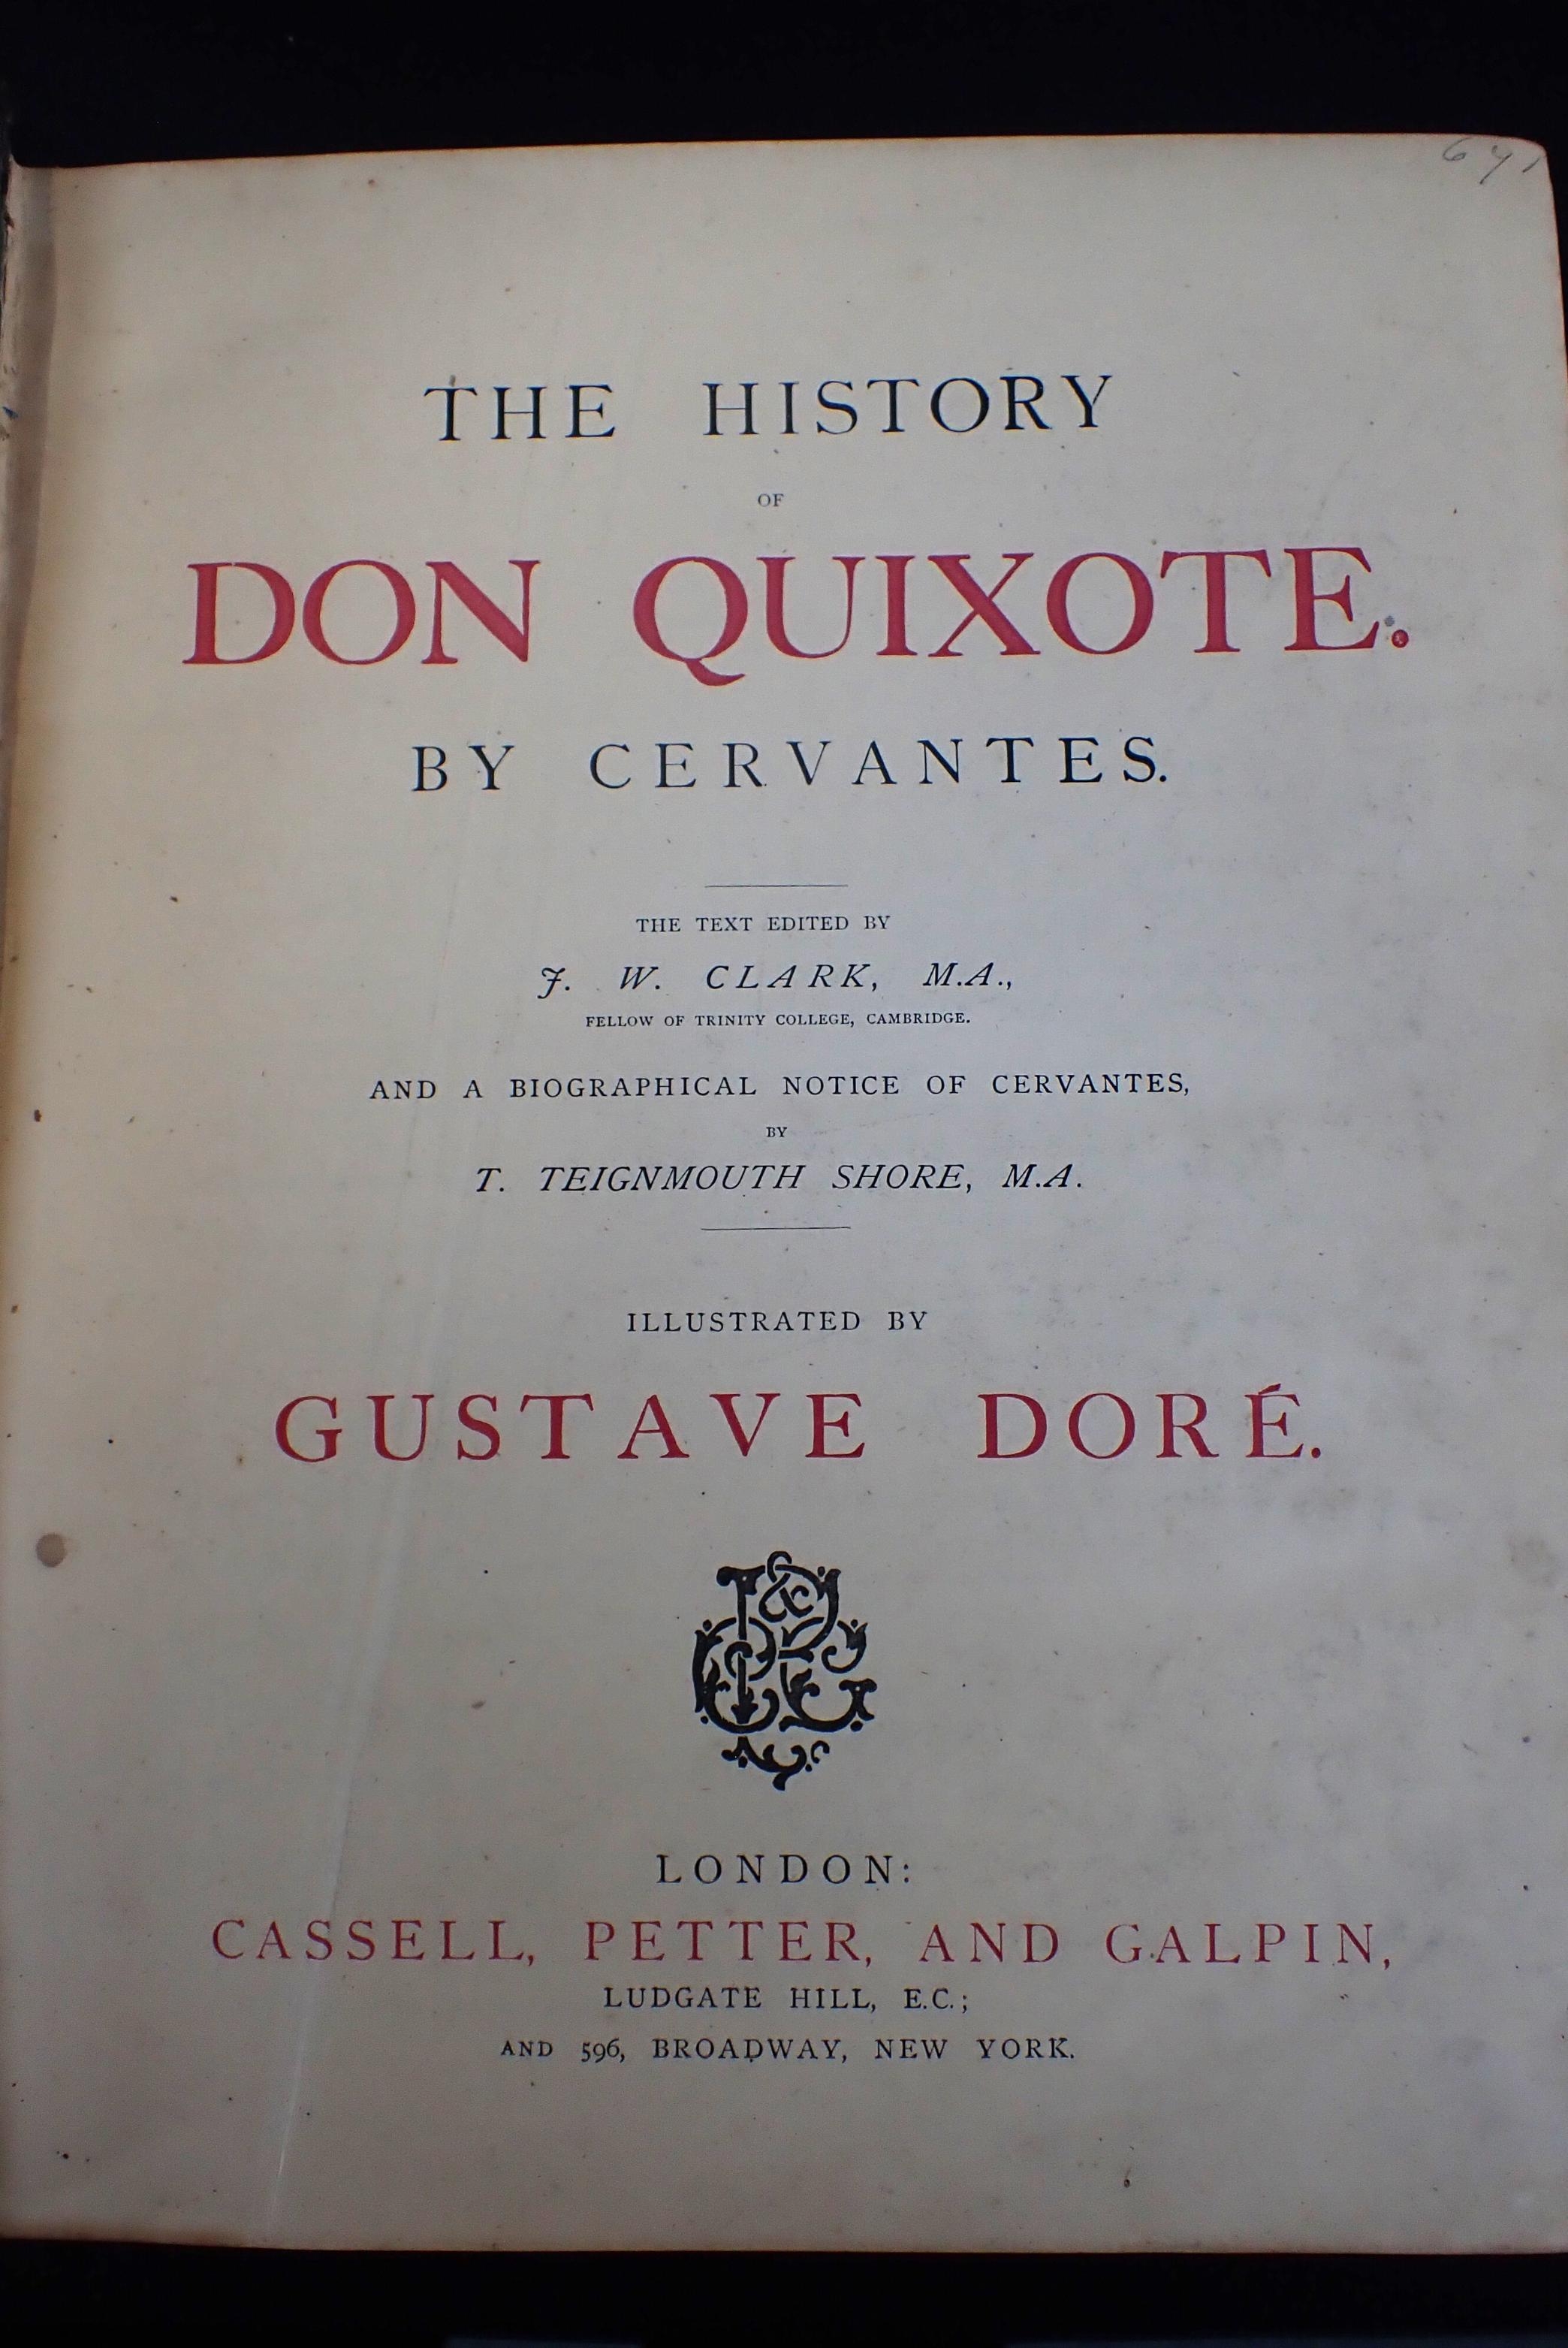 THE HISTORY
OF
DON QUIXOTE.
BY CERVANTES.
THE TEXT EDITED BY
J. W. CLARK, M.A.,
FELLOW OF TRINITY COLLEGE, CAMBRIDGE.
AND A BIOGRAPHICAL NOTICE OF CERVANTES,
BY
T. TEIGNMOUTH SHORE, M.A.
ILLUSTRATED BY
GUSTAVE DORÉ.
LONDON:
CASSELL, PETTER, AND GALPIN,
LUDGATE HILL, E.C.;
AND 596, BROADWAY, NEW YORK.